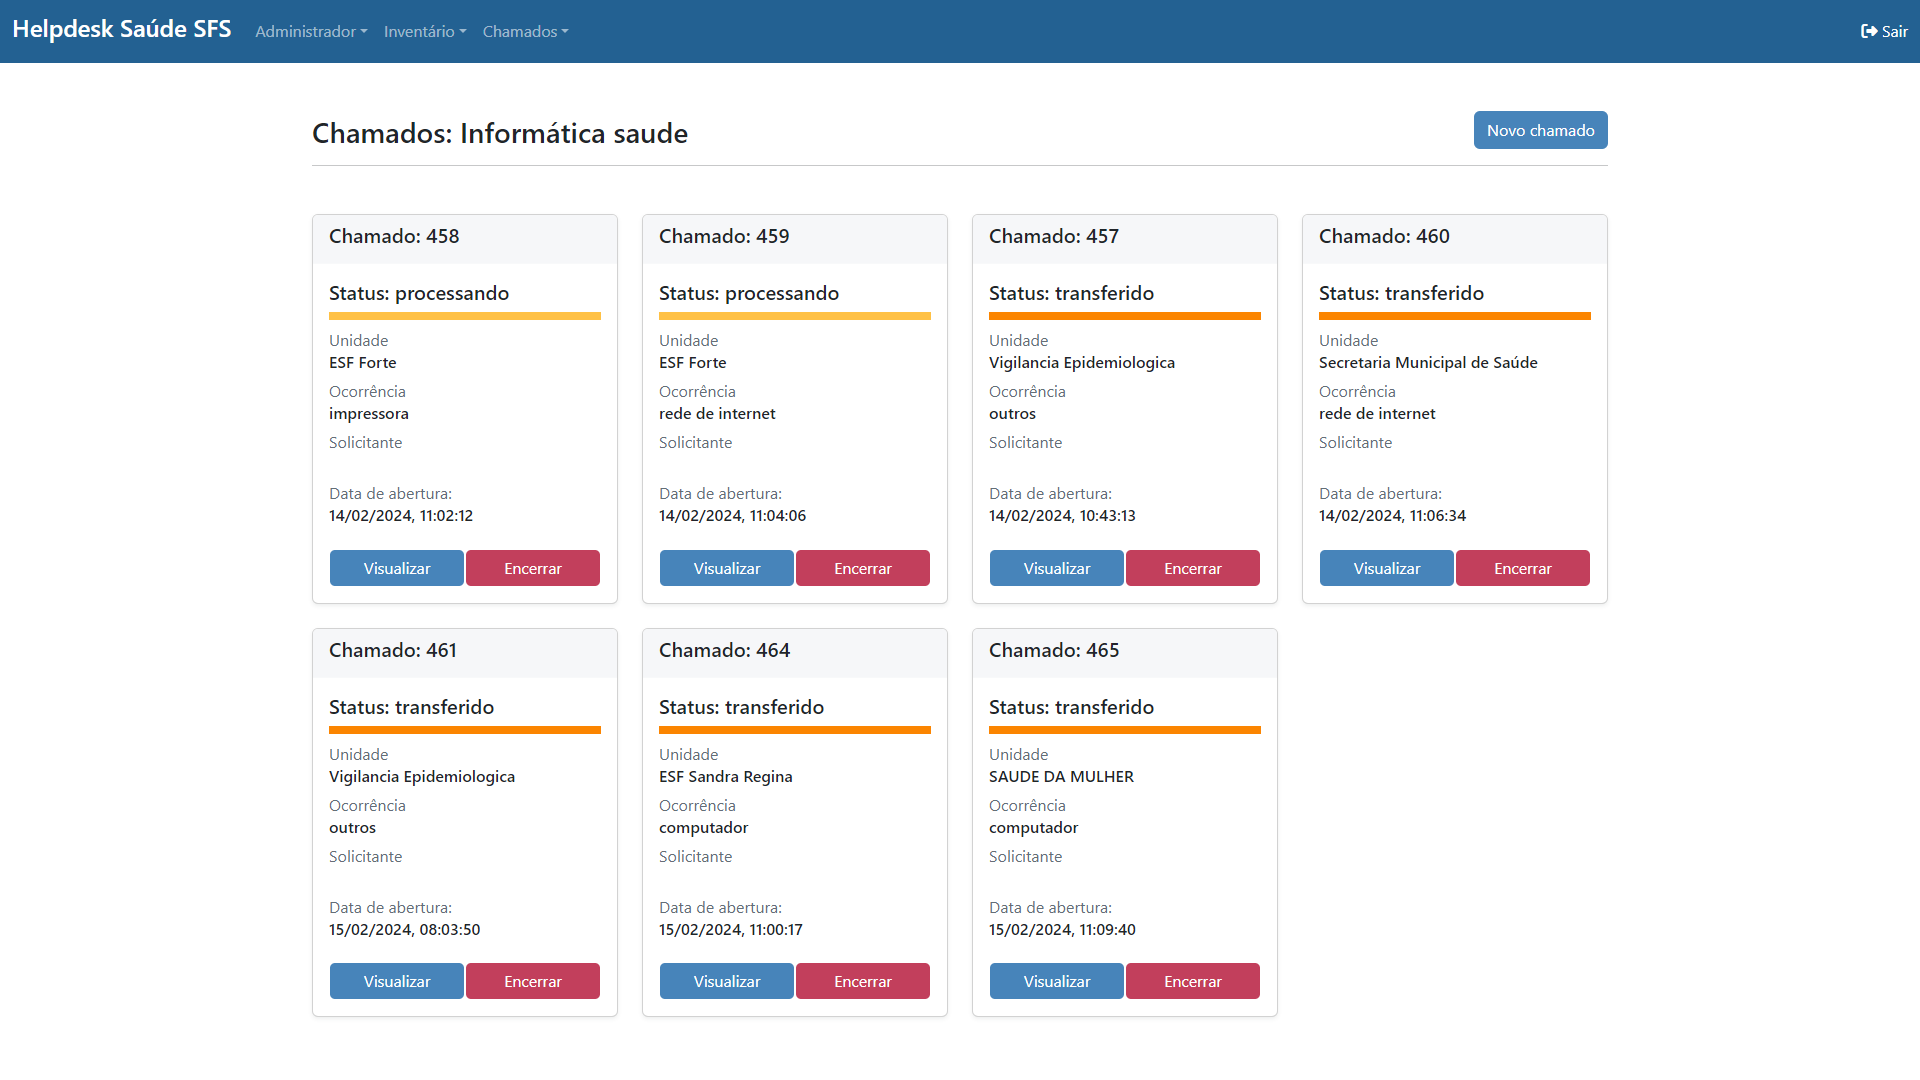 Helpdesk Saúde SFS Administrador Inventário Chamados Sair
Chamados: Informática saude
Novo chamado
Chamado: 458
Status: processando
Unidade
ESF Forte
Ocorrência
impressora
Solicitante
Data de abertura:
14/02/2024, 11:02:12
Visualizar Encerrar
Chamado: 459
Status: processando
Unidade
ESF Forte
Ocorrência
rede de internet
Solicitante
Data de abertura:
14/02/2024, 11:04:06
Visualizar Encerrar
Chamado: 457
Status: transferido
Unidade
Vigilancia Epidemiologica
Ocorrência
outros
Solicitante
Data de abertura:
14/02/2024, 10:43:13
Visualizar Encerrar
Chamado: 460
Status: transferido
Unidade
Secretaria Municipal de Saúde
Ocorrência
rede de internet
Solicitante
Data de abertura:
14/02/2024, 11:06:34
Visualizar Encerrar
Chamado: 461
Status: transferido
Unidade
Vigilancia Epidemiologica
Ocorrência
outros
Solicitante
Data de abertura:
15/02/2024, 08:03:50
Visualizar Encerrar
Chamado: 464
Status: transferido
Unidade
ESF Sandra Regina
Ocorrência
computador
Solicitante
Data de abertura:
15/02/2024, 11:00:17
Visualizar Encerrar
Chamado: 465
Status: transferido
Unidade
SAUDE DA MULHER
Ocorrência
computador
Solicitante
Data de abertura:
15/02/2024, 11:09:40
Visualizar Encerrar